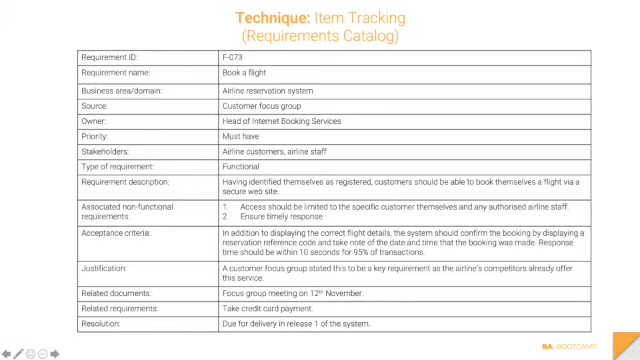 Technique: Item Tracking
(Requirements Catalog)
Requirement ID: F-073
Requirement name: Book a flight
Business area/domain: Airline reservation system
Source: Customer focus group
Owner: Head of Internet Booking Services
Priority: Must have
Stakeholders: Airline customers, airline staff
Type of requirement: Functional
Requirement description: Having identified themselves as registered, customers should be able to book themselves a flight via a
secure web site.
Associated non-functional
requirements:
1. Access should be limited to the specific customer themselves and any authorised airline staff.
2 Ensure timely response
Acceptance criteria: In addition to displaying the correct flight details, the system should confirm the booking by displaying a
reservation reference code and take note of the date and time that the booking was made. Response
time should be within 10 seconds for 95% of transactions.
Justification: A customer focus group stated this to be a key requirement as the airline's competitors already offer
this service.
Related documents: Focus group meeting on 12th November.
Related requirements: Take credit card payment.
Resolution: Due for delivery in release 1 of the system.
BA BOOTCAMP